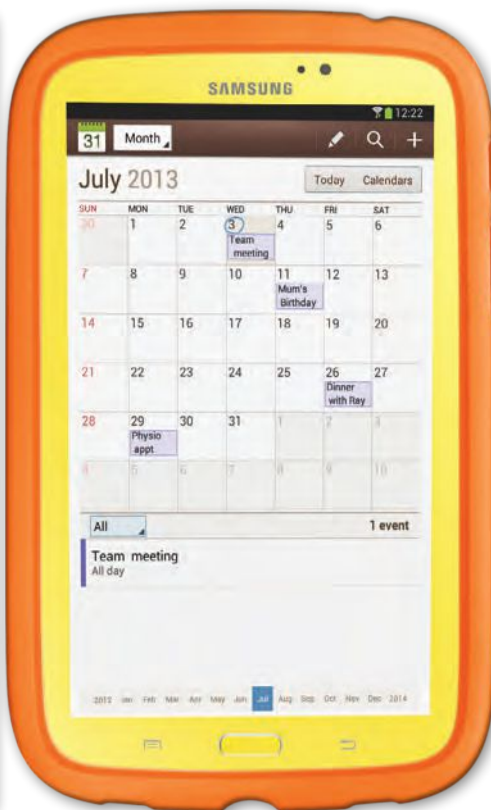 SAMSUNG
12:22
31 Month
July 2013 Today Calendars
SUN MON TUE WED THU FRI SAT
30 1 2 3 4 5 6
Team
meeting
7 8 9 10 11 12 13
Mum's
Birthday
14 15 16 17 18 19 20
21 22 23 24 25 26 27
Dinner
with Ray
28 29 30 31 1 2 3
Physio
appt
4 5 6 7 8 9 10
All 1 event
Team meeting
All day
2012 Jan Feb Mar Apr May Jun Jul Aug Sep Oct Nov Dec 2014